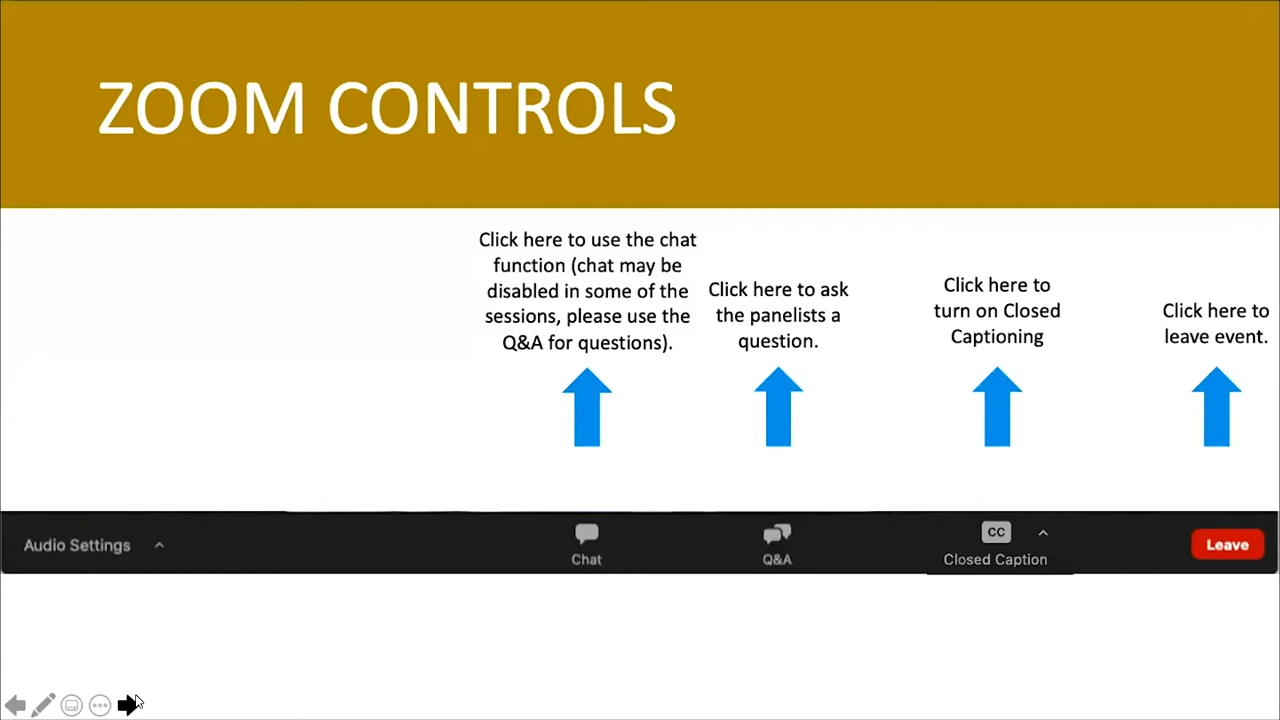 ZOOM CONTROLS
Click here to use the chat
function (chat may be
disabled in some of the
sessions, please use the
Q&A for questions).
Click here to ask
the panelists a
question.
Click here to
turn on Closed
Captioning
Click here to
leave event.
Audio Settings
Chat
Q&A
CC
Closed Caption
Leave